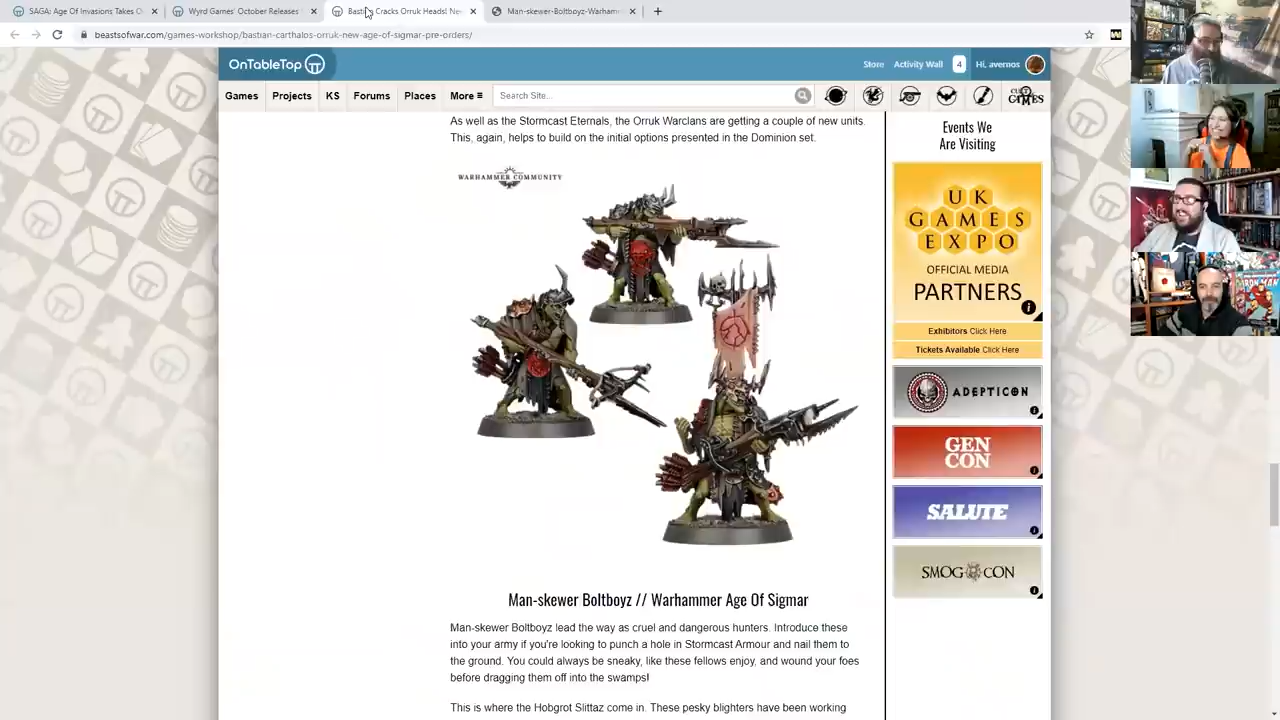 SAGA: Age Of Invasions Takes O
Wyrd Games' October Releases
Bastian Cracks Orruk Heads! Ne
Man-skewer-Boltboyz-Warham
beastsofwar.com/games-workshop/bastian-carthalos-orruk-new-age-of-sigmar-pre-orders/
OnTableTop
Store
Activity Wall
4
Hi, avernos
Games
Projects
KS
Forums
Places
More
Search Site...
GAMES
As well as the Stormcast Eternals, the Orruk Warclans are getting a couple of new units.
This, again, helps to build on the initial options presented in the Dominion set.
WARHAMMER COMMUNITY
Man-skewer Boltboyz // Warhammer Age Of Sigmar
Man-skewer Boltboyz lead the way as cruel and dangerous hunters. Introduce these
into your army if you're looking to punch a hole in Stormcast Armour and nail them to
the ground. You could always be sneaky, like these fellows enjoy, and wound your foes
before dragging them off into the swamps!
This is where the Hobgrot Slittaz come in. These pesky blighters have been working
Events We
Are Visiting
UK
GAMES
EXPO
OFFICIAL MEDIA
PARTNERS
Exhibitors Click Here
Tickets Available Click Here
ADEPTICON
GEN
CON
SALUTE
SMOG CON
IRON MAN